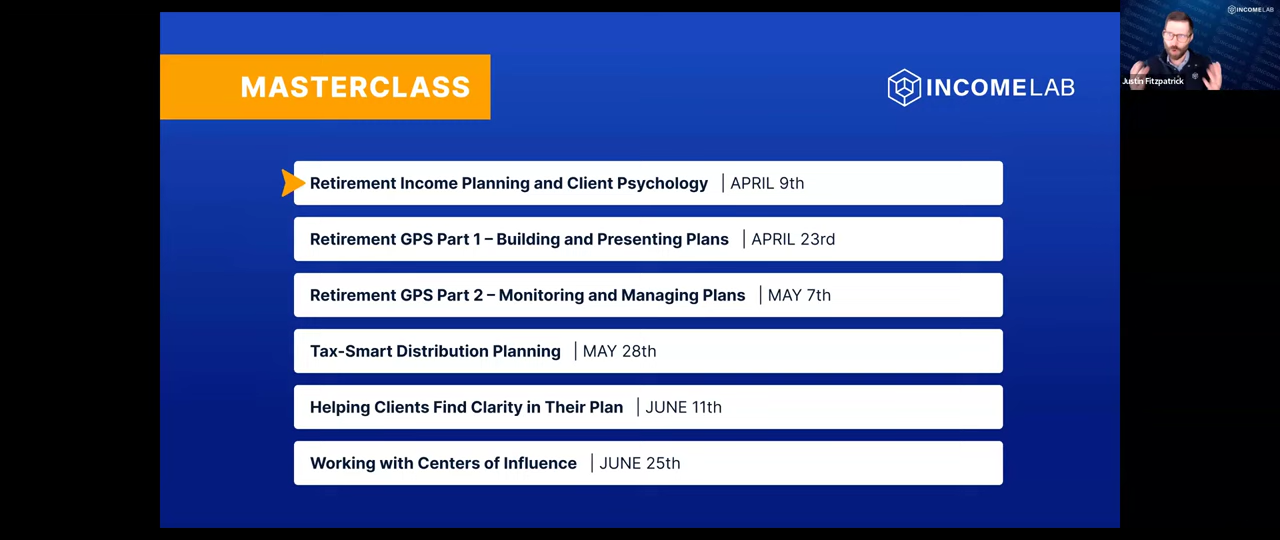 MASTERCLASS
INCOMELAB
Retirement Income Planning and Client Psychology | APRIL 9th
Retirement GPS Part 1 – Building and Presenting Plans | APRIL 23rd
Retirement GPS Part 2 – Monitoring and Managing Plans | MAY 7th
Tax-Smart Distribution Planning | MAY 28th
Helping Clients Find Clarity in Their Plan | JUNE 11th
Working with Centers of Influence | JUNE 25th
INCOMELAB
Justin Fitzpatrick